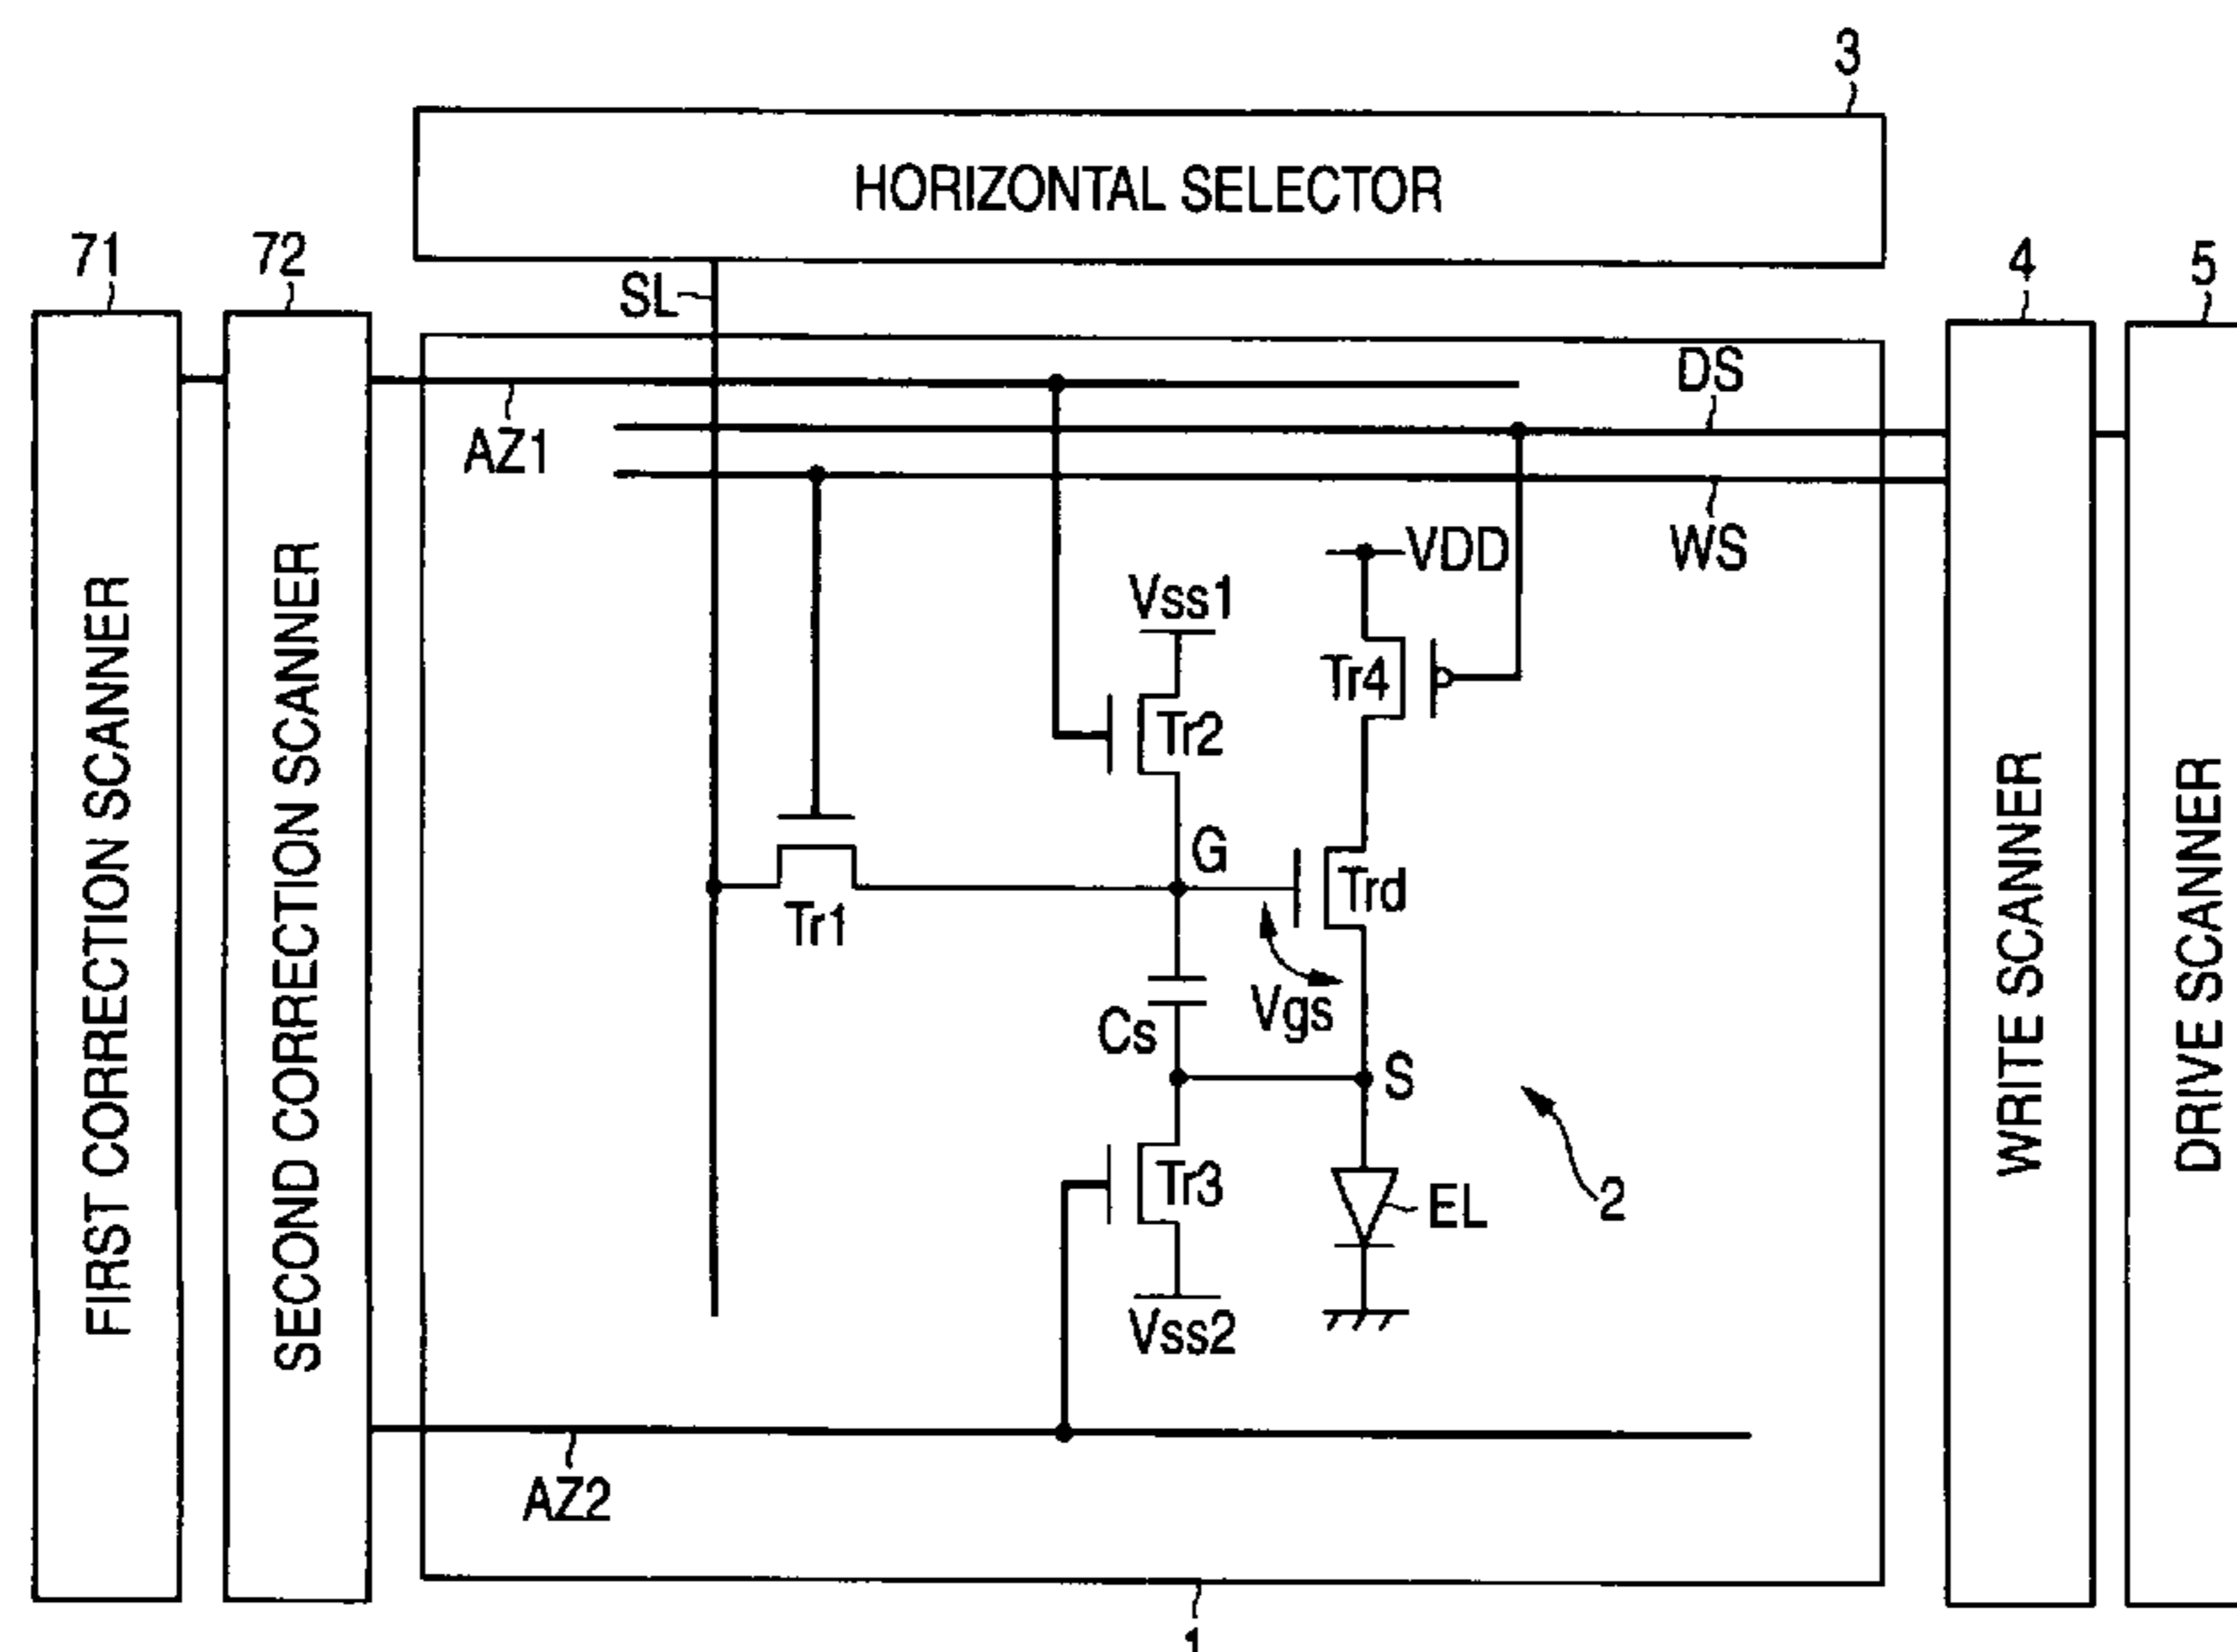 3
HORIZONTAL SELECTOR
71
72
SL
4
5
DS
AZ1
WS
VDD
Vss1
Tr4
Tr2
G
Trd
Tr1
Vgs
Cs
S
Tr3
EL
2
Vss2
AZ2
1
FIRST CORRECTION SCANNER
SECOND CORRECTION SCANNER
WRITE SCANNER
DRIVE SCANNER